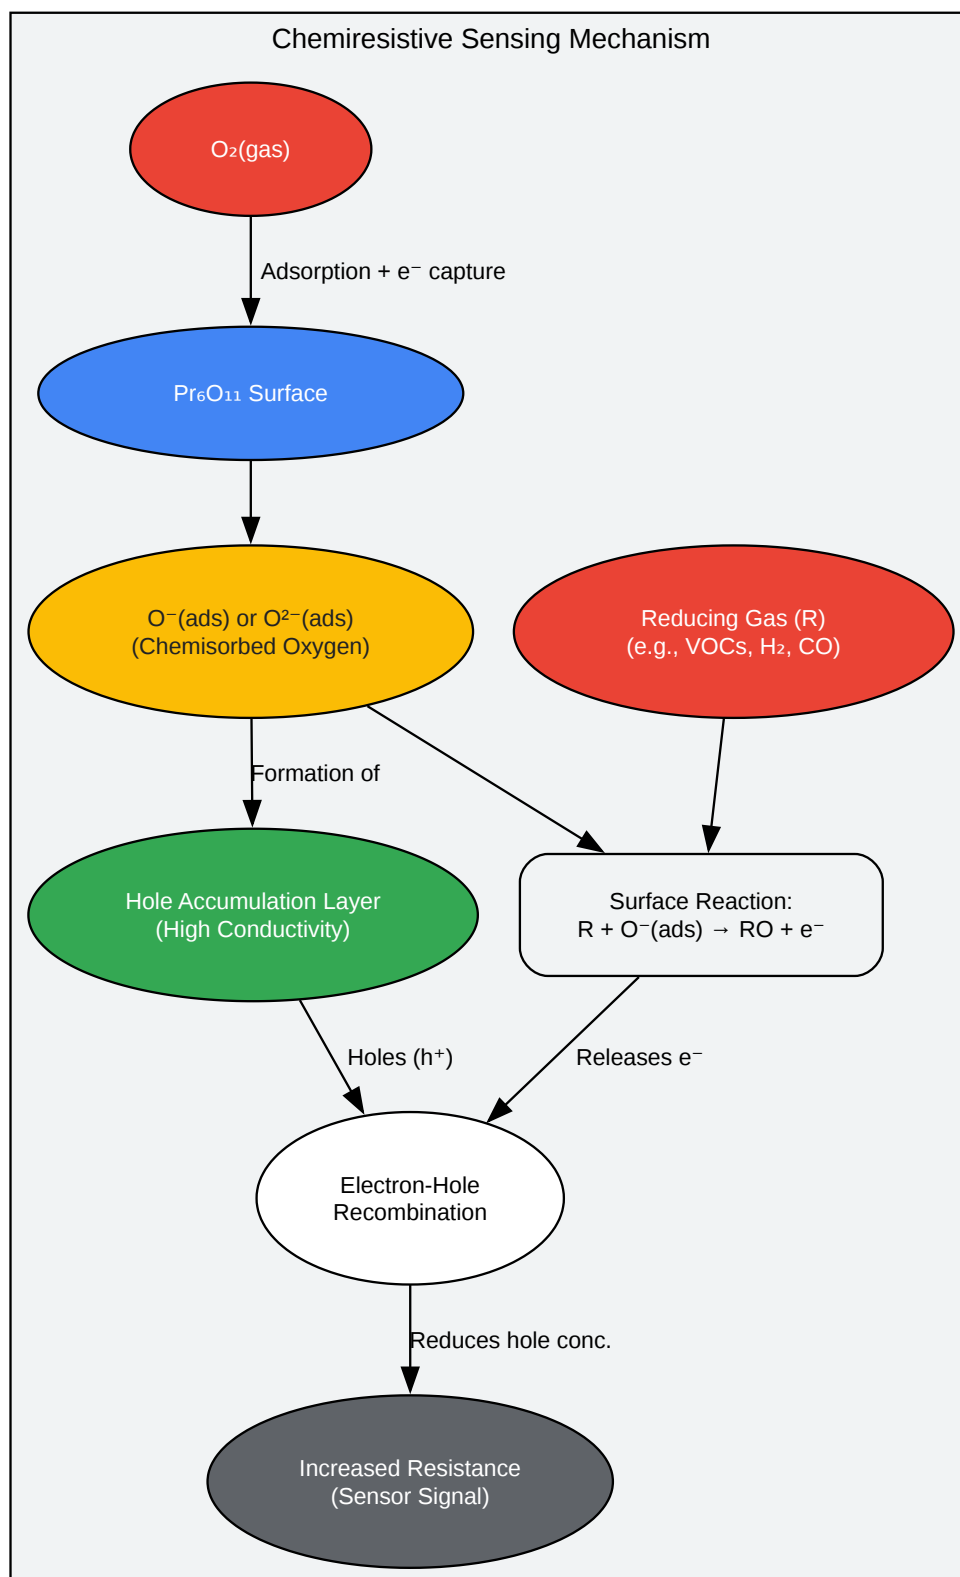 Chemiresistive Sensing Mechanism
O₂(gas)
Adsorption + e⁻ capture
Pr₆O₁₁ Surface
O⁻(ads) or O²⁻(ads)
(Chemisorbed Oxygen)
Reducing Gas (R)
(e.g., VOCs, H₂, CO)
Formation of
Hole Accumulation Layer
(High Conductivity)
Surface Reaction:
R + O⁻(ads) → RO + e⁻
Holes (h⁺)
Releases e⁻
Electron-Hole
Recombination
Reduces hole conc.
Increased Resistance
(Sensor Signal)